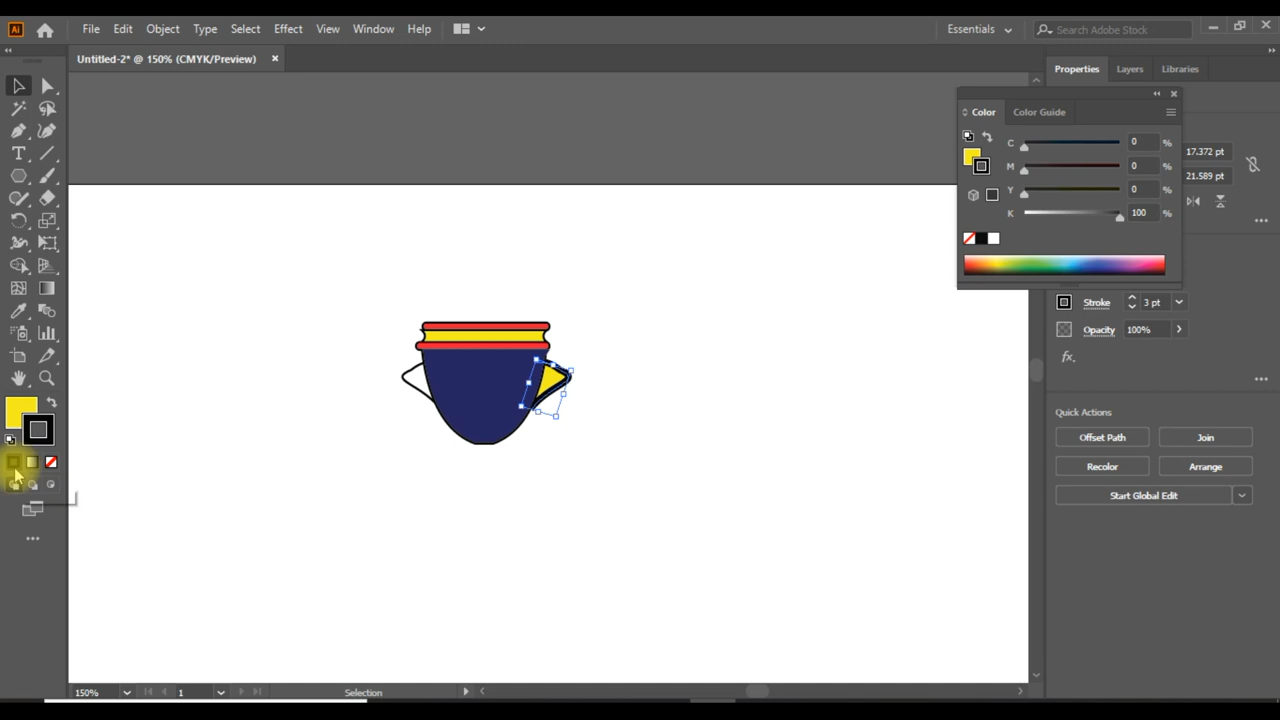 Ai File Edit Object Type Select Effect View Window Help Essentials Search Adobe Stock
Untitled-2* @ 150% (CMYK/Preview) ×
Properties Layers Libraries
Color Color Guide
C 0 %
M 0 %
Y 0 %
K 100 %
17.372 pt
21.589 pt
Stroke 3 pt
Opacity 100%
fx.
Quick Actions
Offset Path Join
Recolor Arrange
Start Global Edit
150% 1 Selection